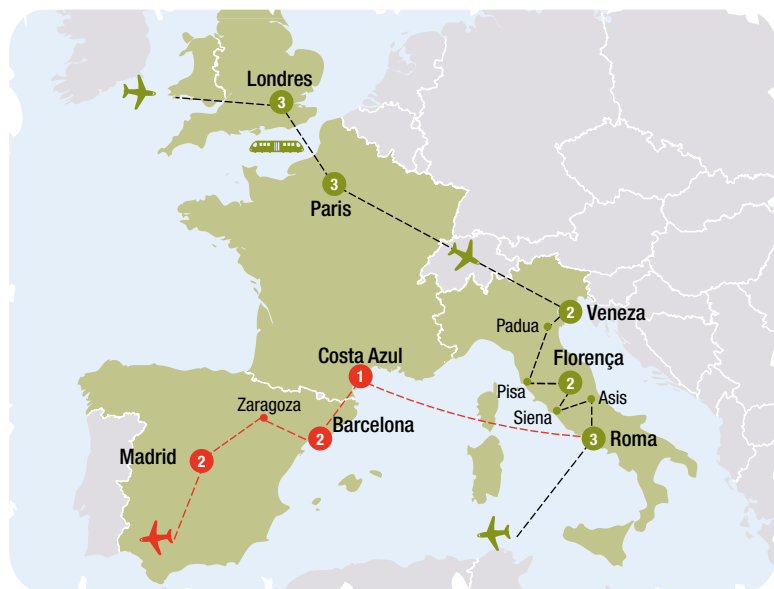 Londres
3
3
Paris
2
Veneza
Padua
Costa Azul
Florença
1
2
Pisa
Asis
Siena
Zaragoza
Barcelona
2
3
Roma
Madrid
2